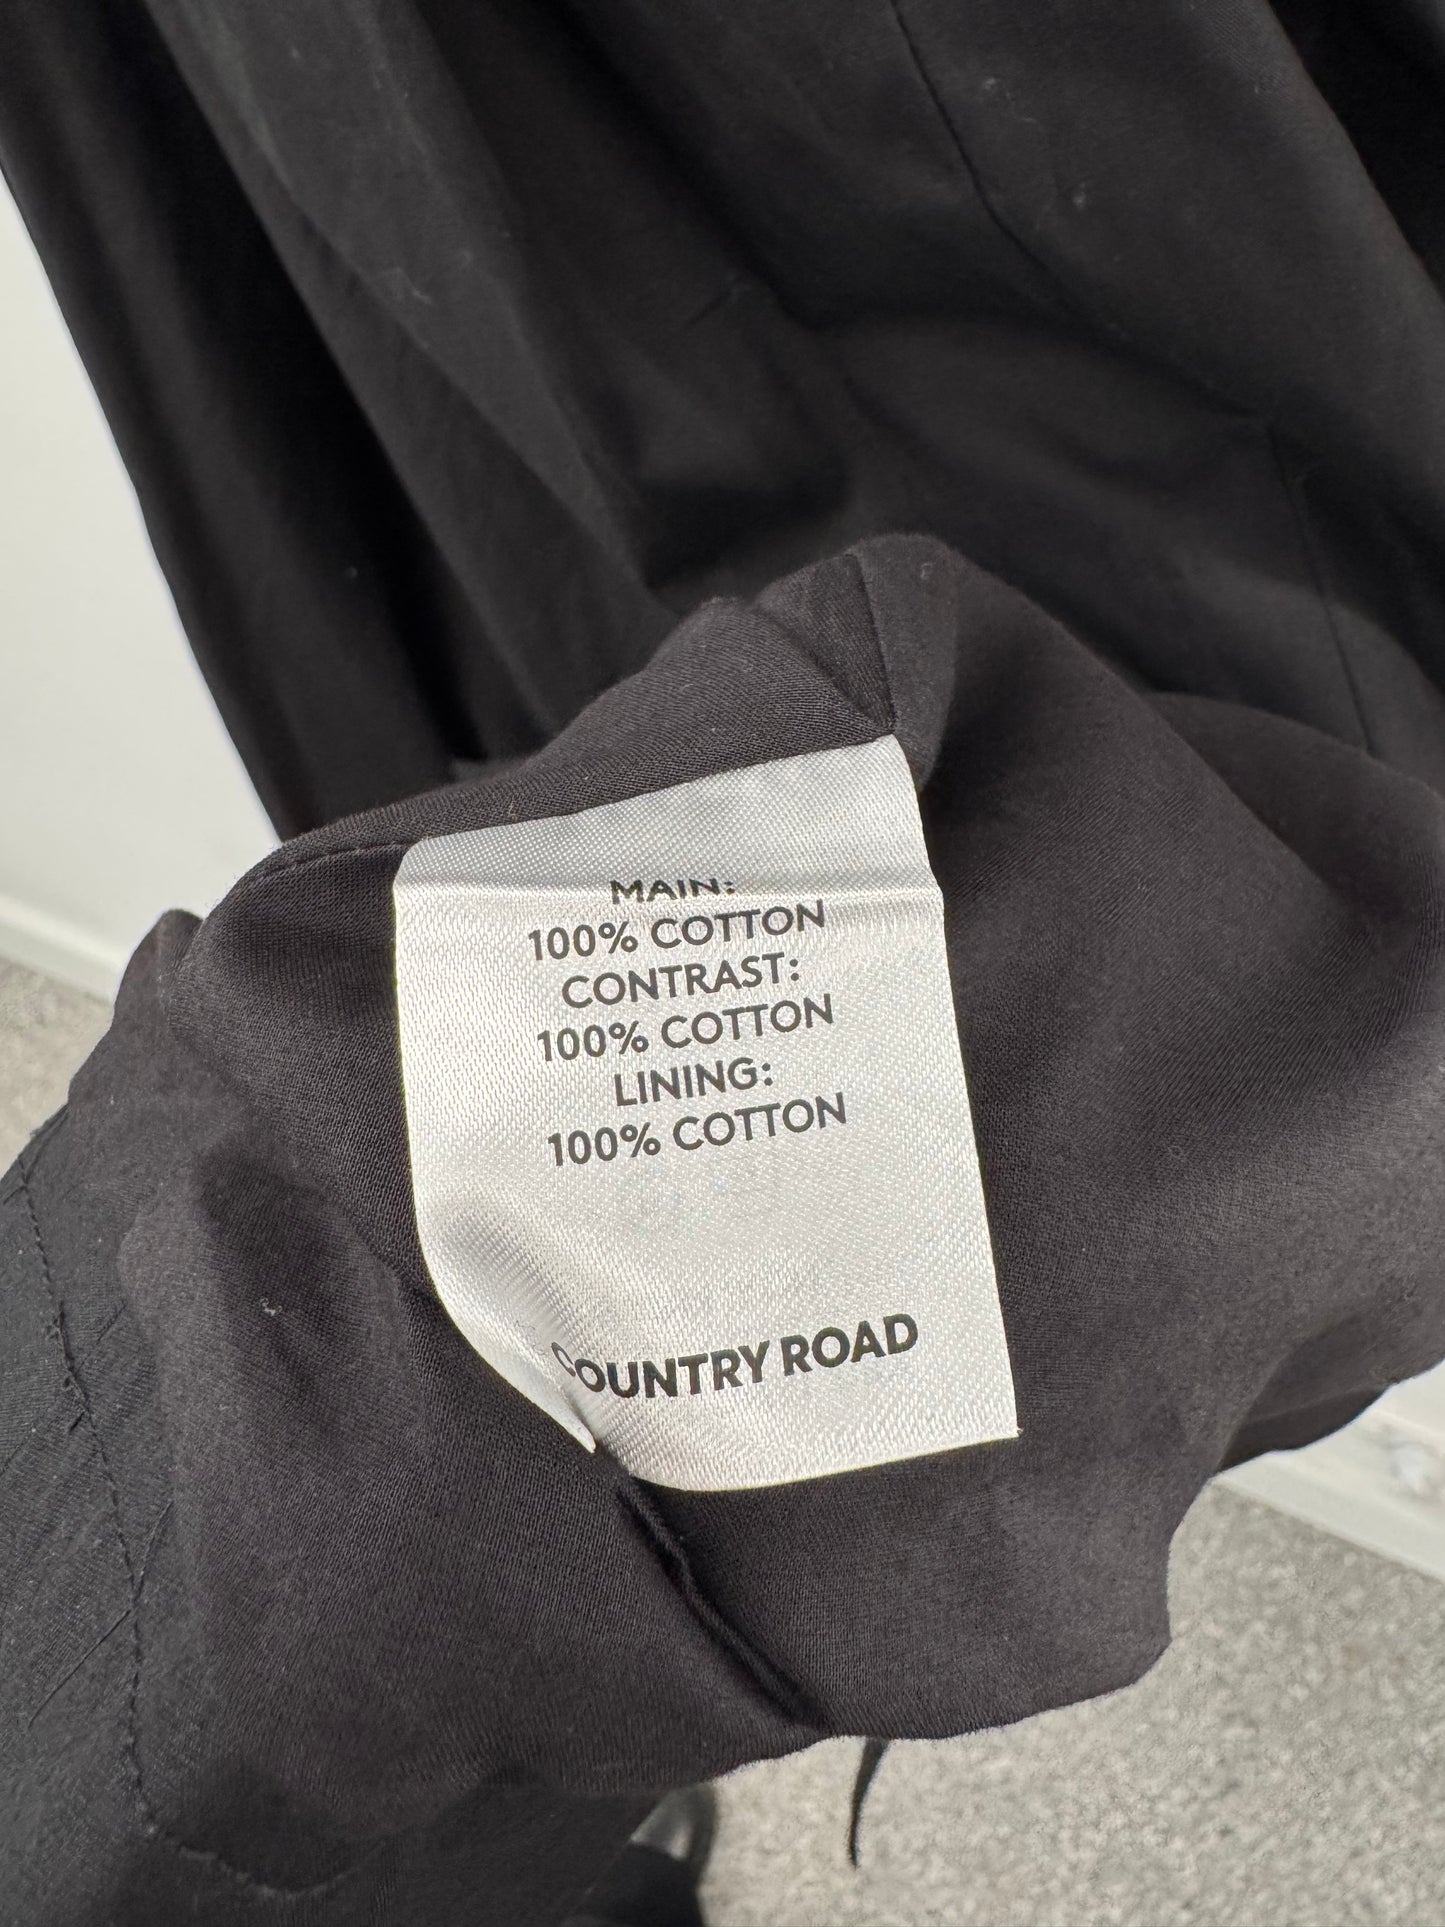 MAIN:
100% COTTON
CONTRAST:
100% COTTON
LINING:
100% COTTON
COUNTRY ROAD